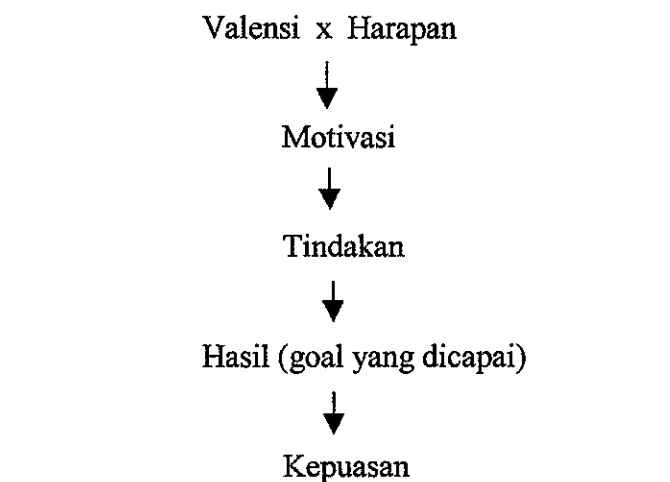 Valensi x Harapan
Motivasi
Tindakan
Hasil (goal yang dicapai)
Kepuasan